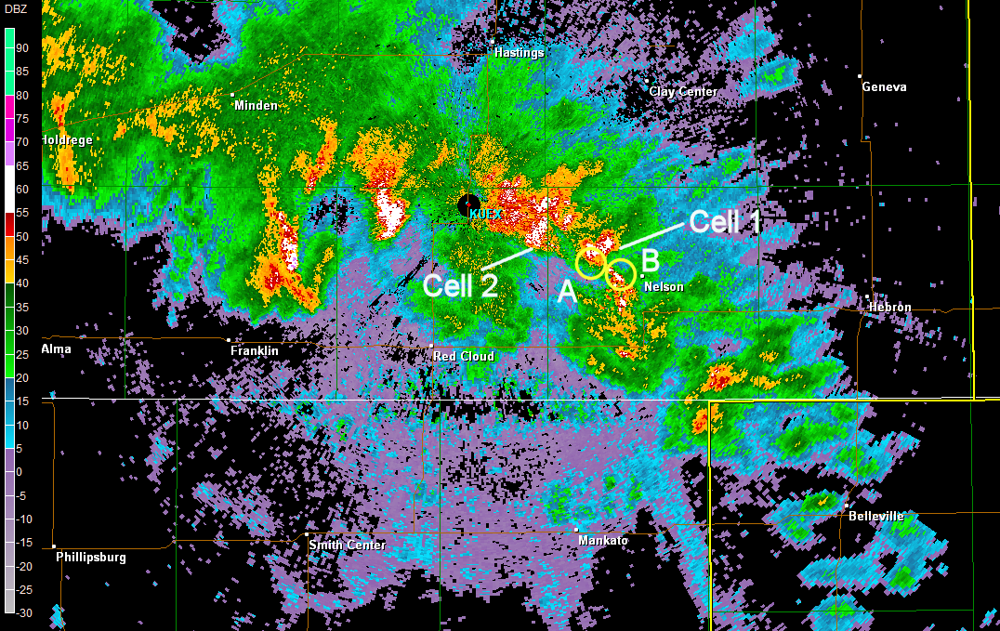 DBZ
90
85
80
75
70
65
60
55
50
45
40
35
30
25
20
15
10
5
0
-5
-10
-15
-20
-25
-30
Hastings
Geneva
Clay Center
Minden
Holdrege
KUEX
Cell 1
Cell 2
A
B
Nelson
Hebron
Alma
Franklin
Red Cloud
Belleville
Mankato
Smith Center
Phillipsburg